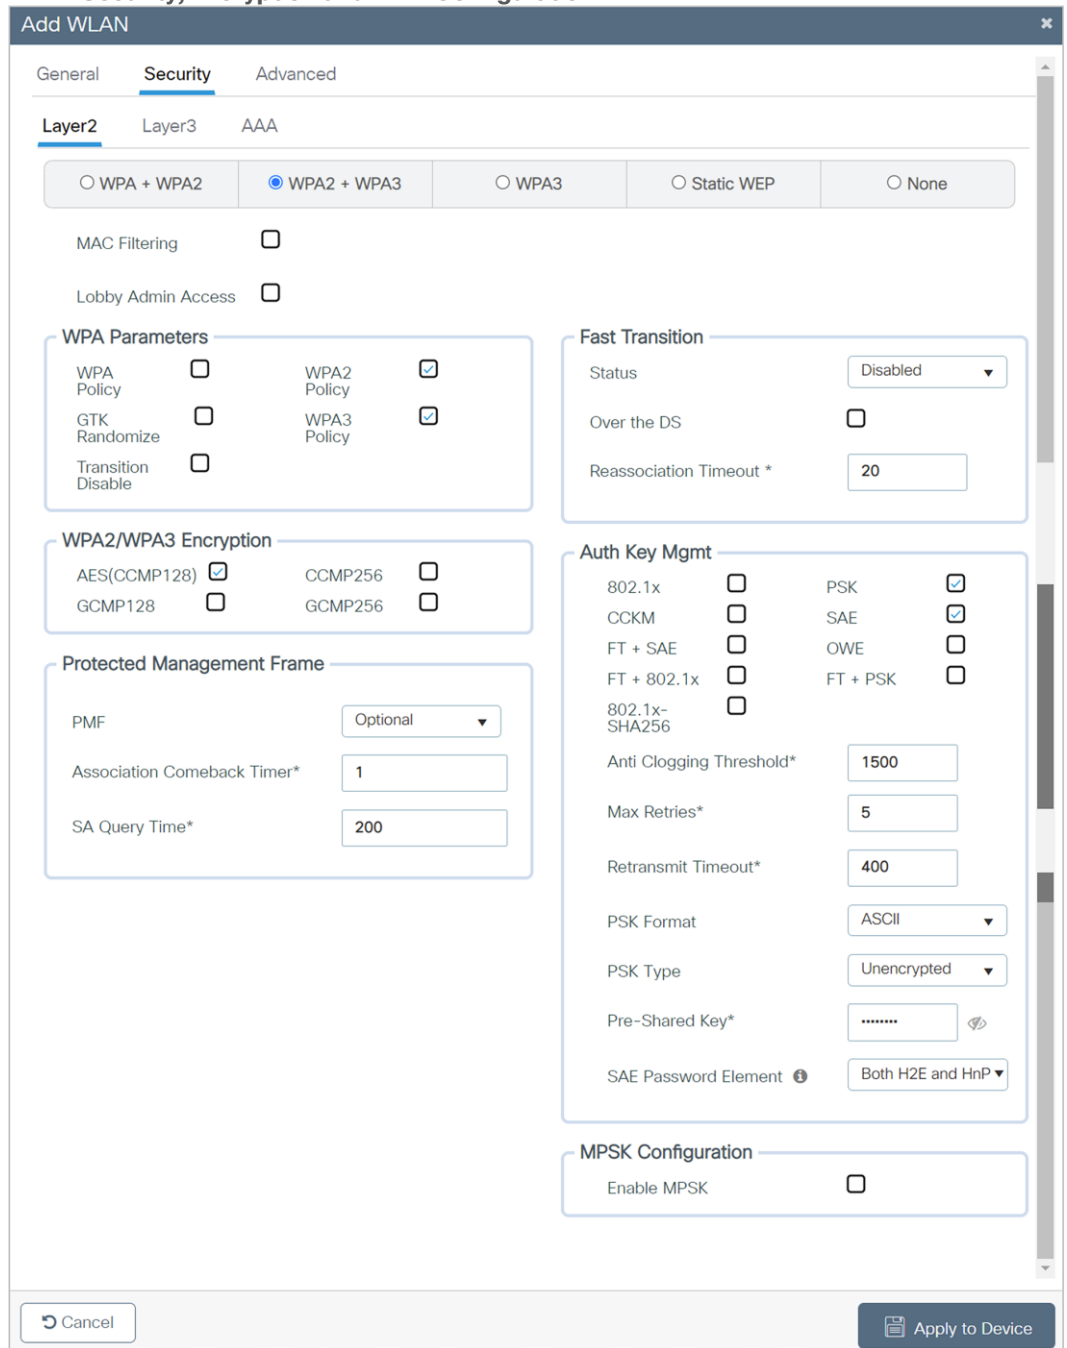 Add WLAN
General Security Advanced
Layer2 Layer3 AAA
WPA + WPA2 WPA2 + WPA3 WPA3 Static WEP None
MAC Filtering
Lobby Admin Access
WPA Parameters
WPA Policy WPA2 Policy
GTK Randomize WPA3 Policy
Transition Disable
WPA2/WPA3 Encryption
AES(CCMP128) CCMP256
GCMP128 GCMP256
Protected Management Frame
PMF Optional
Association Comeback Timer* 1
SA Query Time* 200
Fast Transition
Status Disabled
Over the DS
Reassociation Timeout * 20
Auth Key Mgmt
802.1x PSK
CCKM SAE
FT + SAE OWE
FT + 802.1x FT + PSK
802.1x-
SHA256
Anti Clogging Threshold* 1500
Max Retries* 5
Retransmit Timeout* 400
PSK Format ASCII
PSK Type Unencrypted
Pre-Shared Key* ········
SAE Password Element Both H2E and HnP
MPSK Configuration
Enable MPSK
Cancel Apply to Device